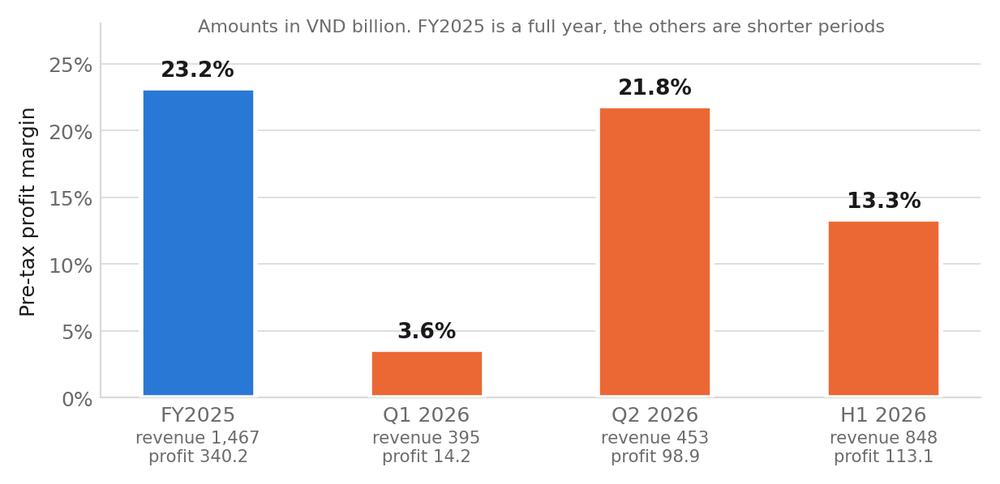 Amounts in VND billion. FY2025 is a full year, the others are shorter periods
Pre-tax profit margin
25%
20%
15%
10%
5%
0%
23.2%
3.6%
21.8%
13.3%
FY2025
revenue 1,467
profit 340.2
Q1 2026
revenue 395
profit 14.2
Q2 2026
revenue 453
profit 98.9
H1 2026
revenue 848
profit 113.1